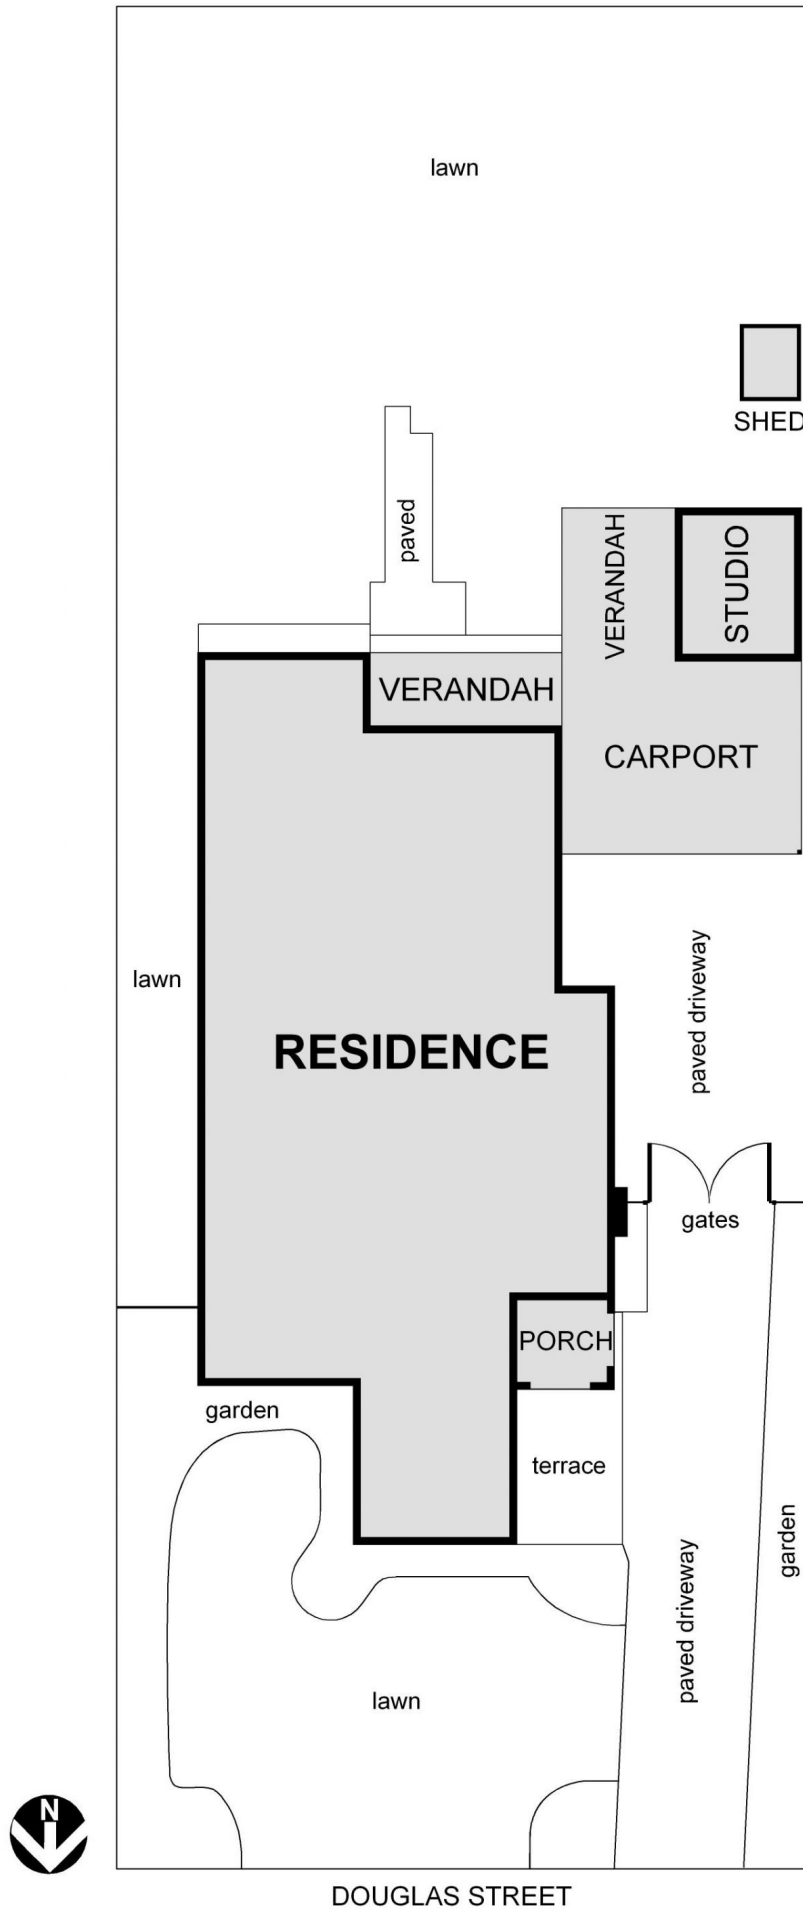 lawn
SHED
paved
VERANDAH
STUDIO
VERANDAH
CARPORT
lawn
paved driveway
RESIDENCE
gates
PORCH
garden
terrace
garden
paved driveway
lawn
N
DOUGLAS STREET